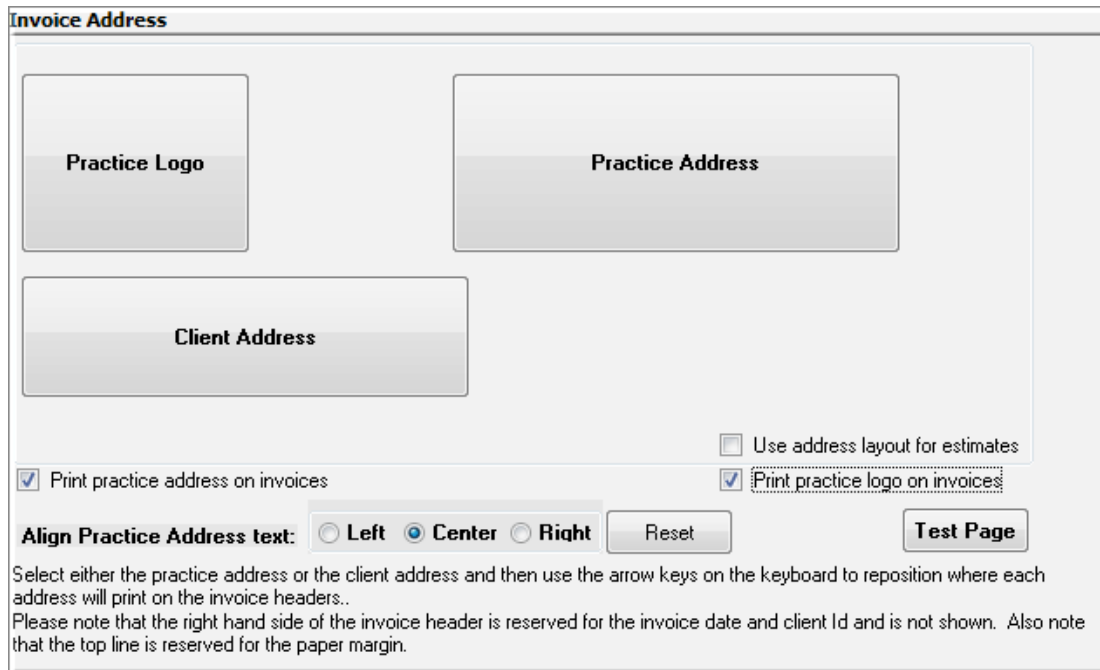 Invoice Address
Practice Logo
Practice Address
Client Address
Use address layout for estimates
Print practice address on invoices
Print practice logo on invoices
Align Practice Address text: Left Center Right Reset Test Page
Select either the practice address or the client address and then use the arrow keys on the keyboard to reposition where each
address will print on the invoice headers..
Please note that the right hand side of the invoice header is reserved for the invoice date and client Id and is not shown. Also note
that the top line is reserved for the paper margin.